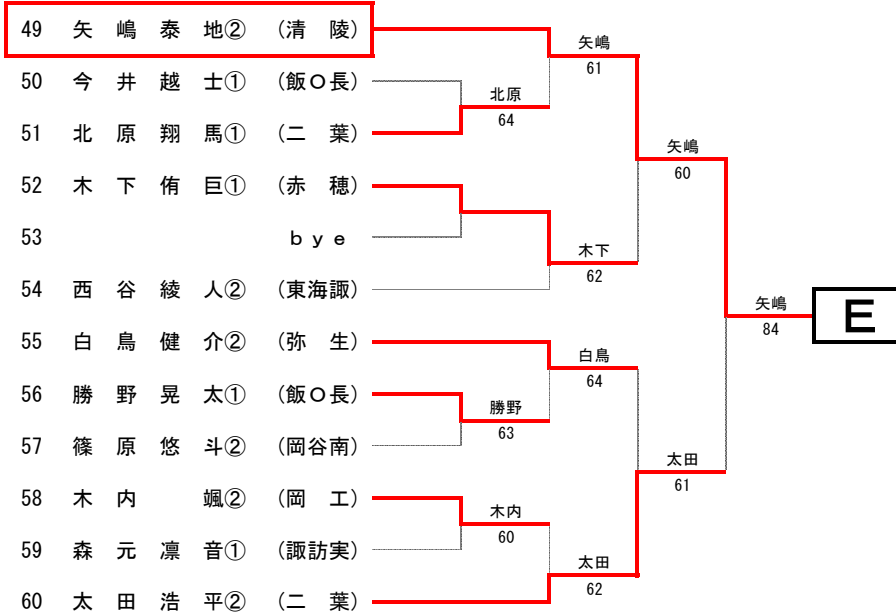 49 矢 嶋 泰 地② (清 陵)
50 今 井 越 士① (飯O長)
51 北 原 翔 馬① (二 葉)
52 木 下 侑 巨① (赤 穂)
53 bye
54 西 谷 綾 人② (東海諏)
55 白 鳥 健 介② (弥 生)
56 勝 野 晃 太① (飯O長)
57 篠 原 悠 斗② (岡谷南)
58 木 内 颯② (岡 工)
59 森 元 凛 音① (諏訪実)
60 太 田 浩 平② (二 葉)
北原
64
勝野
63
木内
60
矢嶋
61
木下
62
白鳥
64
太田
62
矢嶋
60
太田
61
矢嶋
84
E